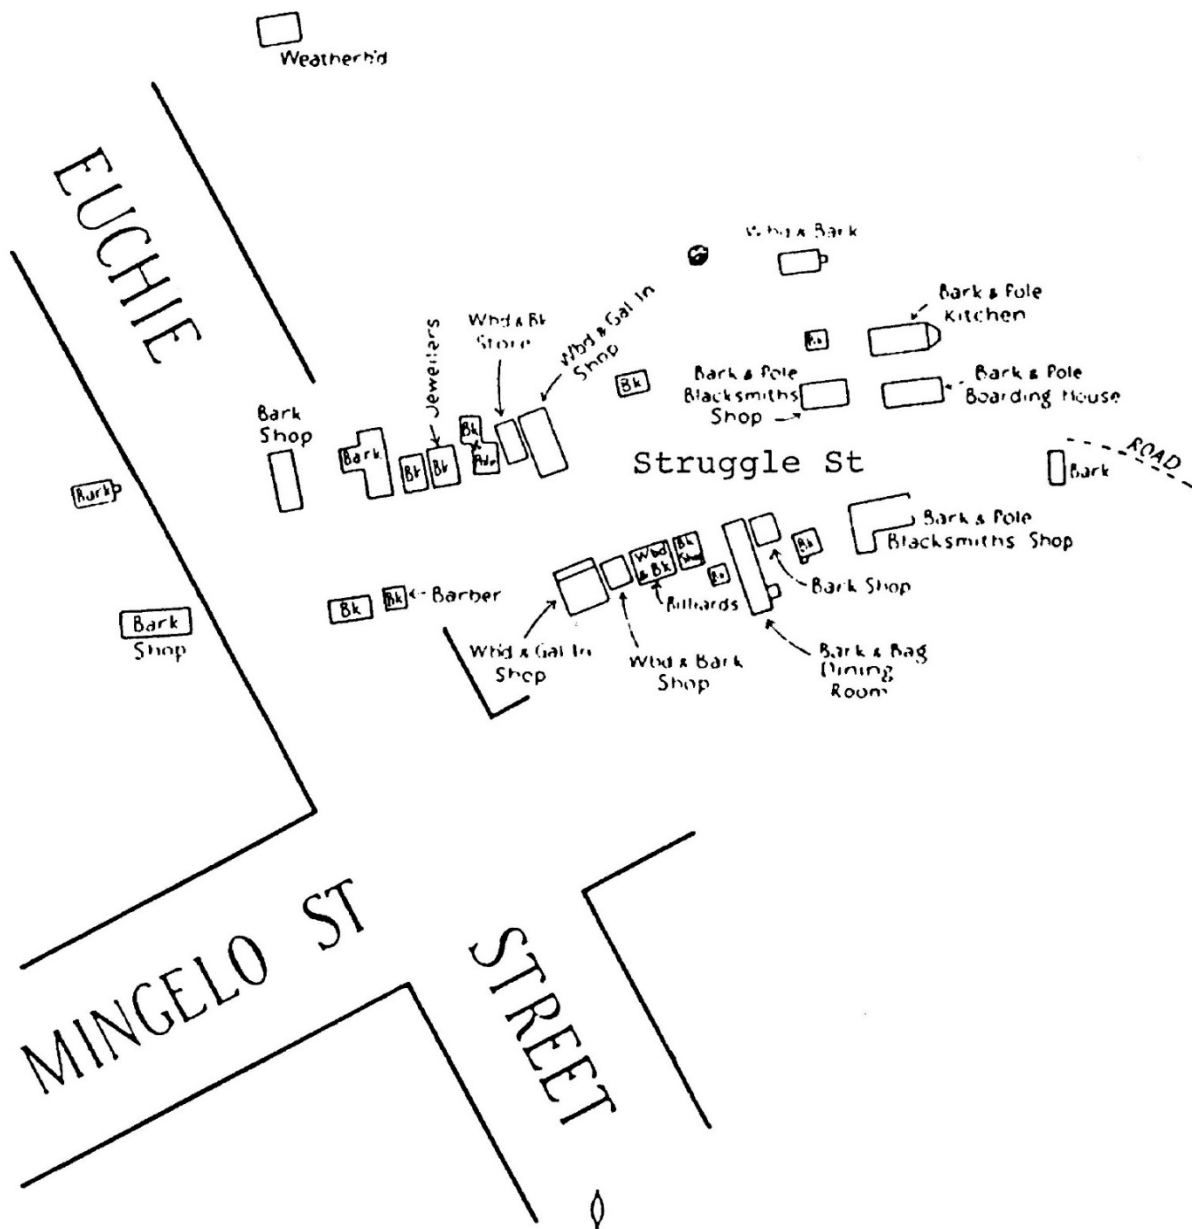 Weatherb'd
EUCHIE
Wbd & Bark
Bark & Pole
Kitchen
Wbd & Gal In
Shop
Wbd & Bk
Store
Jewellers
Bk
Bark & Pole
Blacksmiths
Shop
Bark & Pole
Boarding House
Bark
Shop
Bark
Bk
Bk
Bk
&
Pole
Struggle St
ROAD
Bark
Bark
Bark & Pole
Blacksmiths Shop
Wbd
& Bk
Bk
Shop
Bk
Bark Shop
Billiards
Bk
Bk
Barber
Bark
Shop
Wbd & Gal In
Shop
Wbd & Bark
Shop
Bark & Bag
Dining
Room
MINGELO ST
STREET